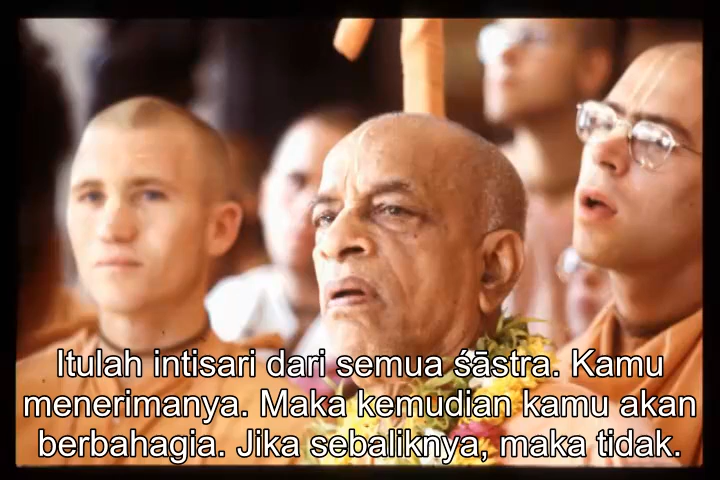 Itulah intisari dari semua śāstra. Kamu
menerimanya. Maka kemudian kamu akan
berbahagia. Jika sebaliknya, maka tidak.